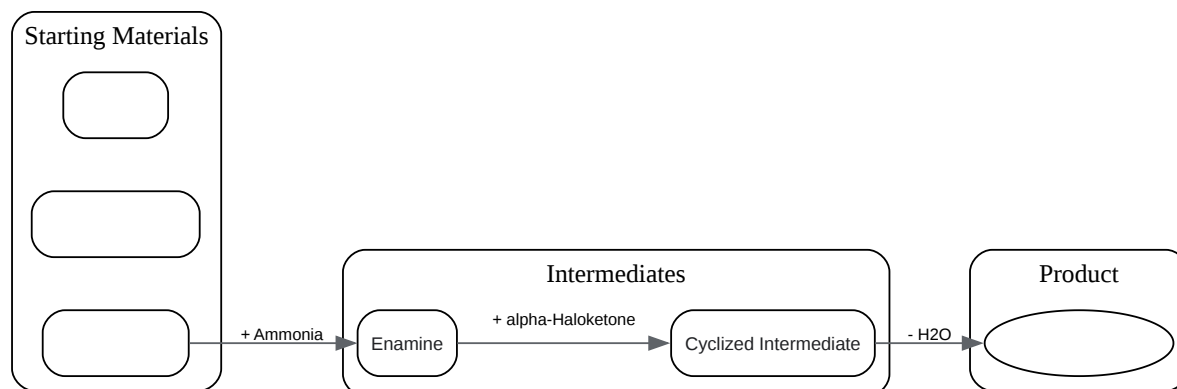 Starting Materials
Intermediates
Product
+ Ammonia
Enamine
+ alpha-Haloketone
Cyclized Intermediate
- H2O